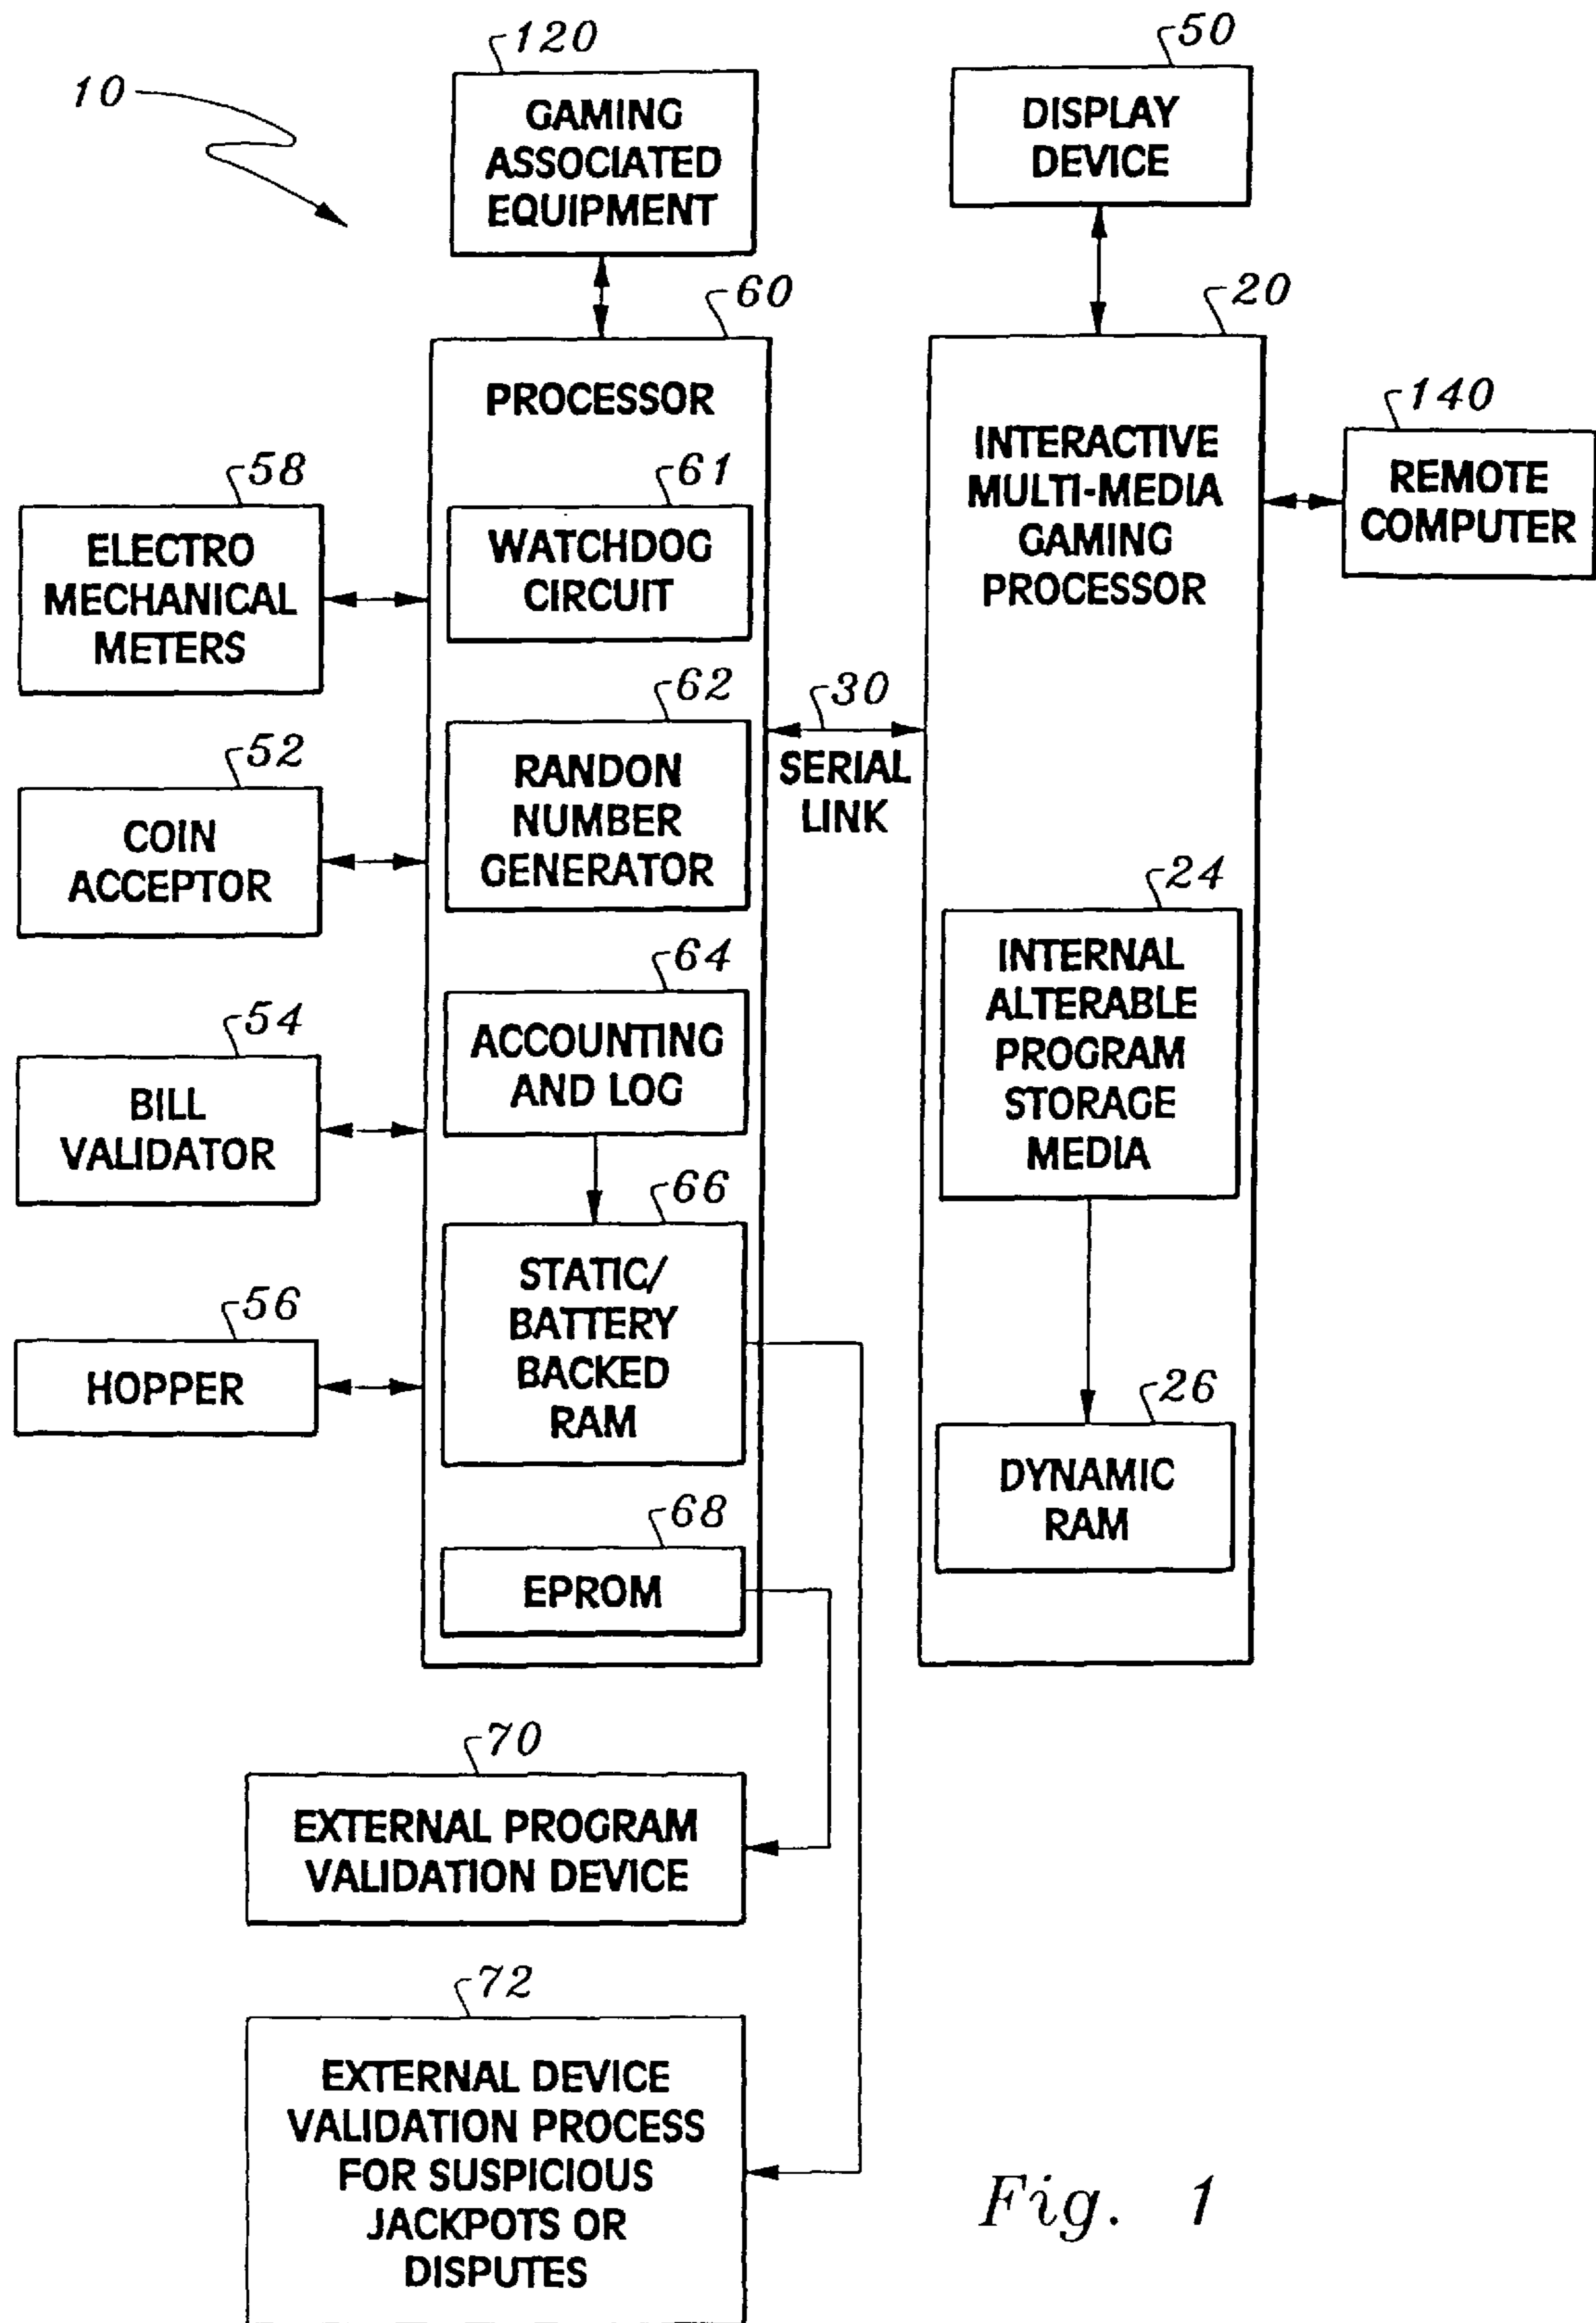 120
GAMING
ASSOCIATED
EQUIPMENT
50
DISPLAY
DEVICE
10
60
PROCESSOR
20
INTERACTIVE
MULTI-MEDIA
GAMING
PROCESSOR
140
REMOTE
COMPUTER
58
ELECTRO
MECHANICAL
METERS
61
WATCHDOG
CIRCUIT
62
RANDON
NUMBER
GENERATOR
30
SERIAL
LINK
52
COIN
ACCEPTOR
24
INTERNAL
ALTERABLE
PROGRAM
STORAGE
MEDIA
64
ACCOUNTING
AND LOG
54
BILL
VALIDATOR
66
STATIC/
BATTERY
BACKED
RAM
56
HOPPER
26
DYNAMIC
RAM
68
EPROM
70
EXTERNAL PROGRAM
VALIDATION DEVICE
72
EXTERNAL DEVICE
VALIDATION PROCESS
FOR SUSPICIOUS
JACKPOTS OR
DISPUTES
Fig. 1